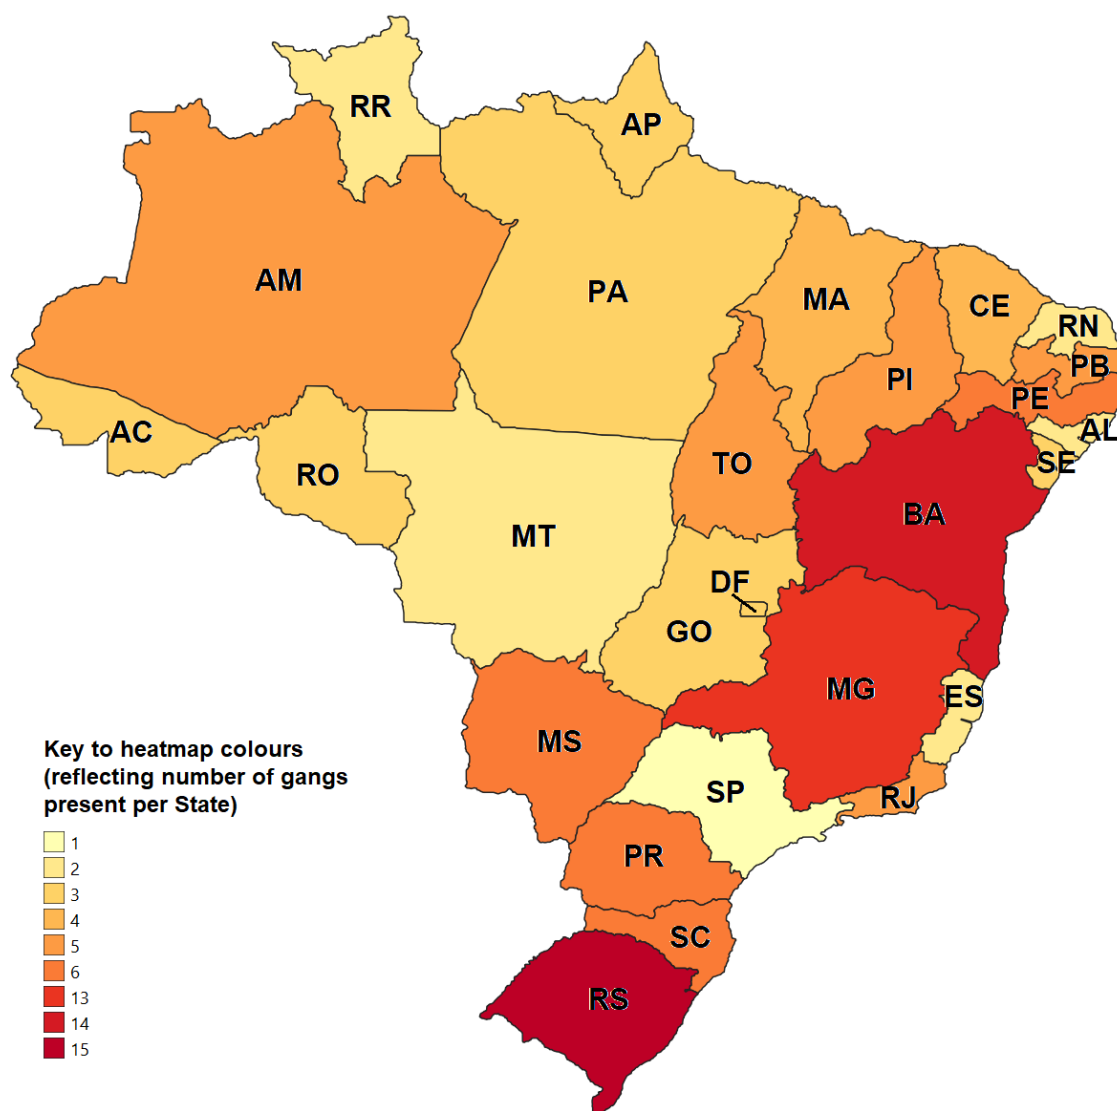 RR
AP
AM
PA
MA
CE
RN
PB
PI
PE
AC
AL
RO
TO
SE
MT
BA
DF
GO
MG
ES
MS
SP
RJ
PR
SC
RS
Key to heatmap colours
(reflecting number of gangs
present per State)
1
2
3
4
5
6
13
14
15